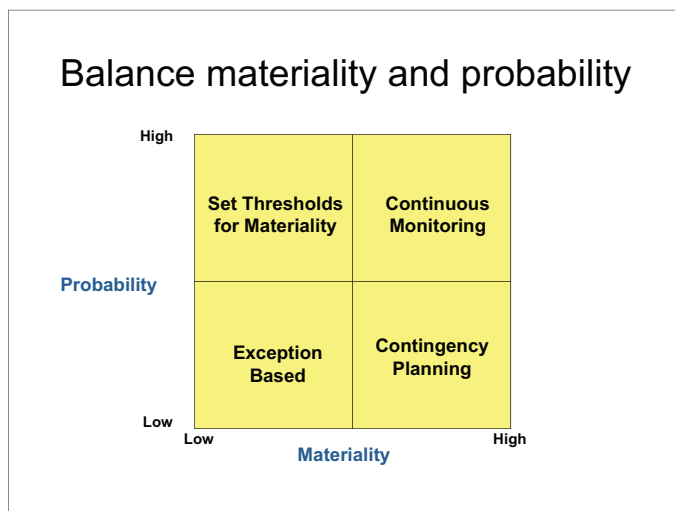 Balance materiality and probability
High
Set Thresholds
for Materiality
Continuous
Monitoring
Probability
Exception
Based
Contingency
Planning
Low
Low
High
Materiality